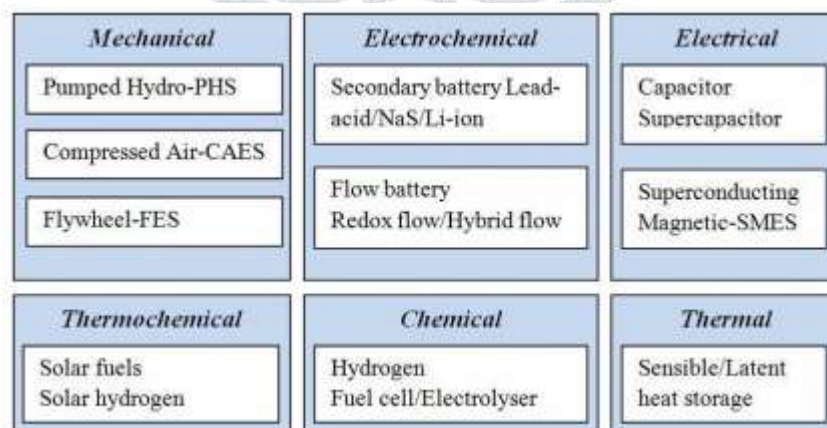 Mechanical
Pumped Hydro-PHS
Compressed Air-CAES
Flywheel-FES
Electrochemical
Secondary battery Lead-
acid/NaS/Li-ion
Flow battery
Redox flow/Hybrid flow
Electrical
Capacitor
Supercapacitor
Superconducting
Magnetic-SMES
Thermochemical
Solar fuels
Solar hydrogen
Chemical
Hydrogen
Fuel cell/Electrolyser
Thermal
Sensible/Latent
heat storage